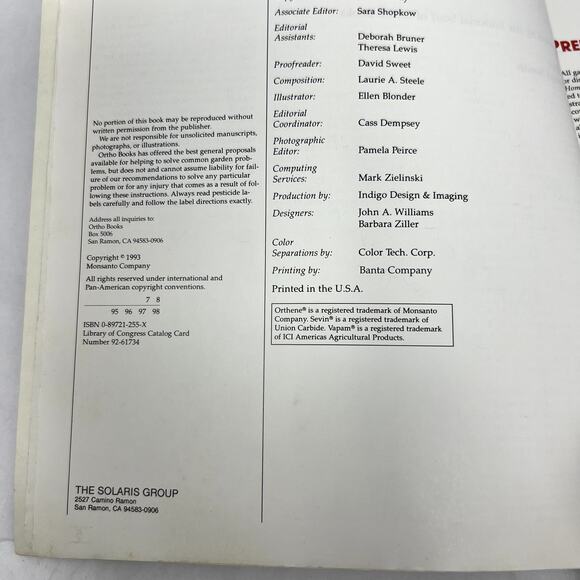 No portion of this book may be reproduced without
written permission from the publisher.
We are not responsible for unsolicited manuscripts,
photographs, or illustrations.
Ortho Books has offered the best general proposals
available for helping to solve common garden prob-
lems, but does not and cannot assume liability for fail-
ure of our recommendations to solve any particular
problem or for any injury that comes as a result of fol-
lowing these instructions. Always read pesticide la-
bels carefully and follow the label directions exactly.
Address all inquiries to:
Ortho Books
Box 5006
San Ramon, CA 94583-0906
Copyright © 1993
Monsanto Company
All rights reserved under international and
Pan-American copyright conventions.
7 8
95 96 97 98
ISBN 0-89721-255-X
Library of Congress Catalog Card
Number 92-61734
THE SOLARIS GROUP
2527 Camino Ramon
San Ramon, CA 94583-0906
Associate Editor: Sara Shopkow
Editorial
Assistants: Deborah Bruner
Theresa Lewis
Proofreader: David Sweet
Composition: Laurie A. Steele
Illustrator: Ellen Blonder
Editorial
Coordinator: Cass Dempsey
Photographic
Editor: Pamela Peirce
Computing
Services: Mark Zielinski
Production by: Indigo Design & Imaging
Designers: John A. Williams
Barbara Ziller
Color
Separations by: Color Tech. Corp.
Printing by: Banta Company
Printed in the U.S.A.
Orthene® is a registered trademark of Monsanto
Company. Sevin® is a registered trademark of
Union Carbide. Vapam® is a registered trademark
of ICI Americas Agricultural Products.